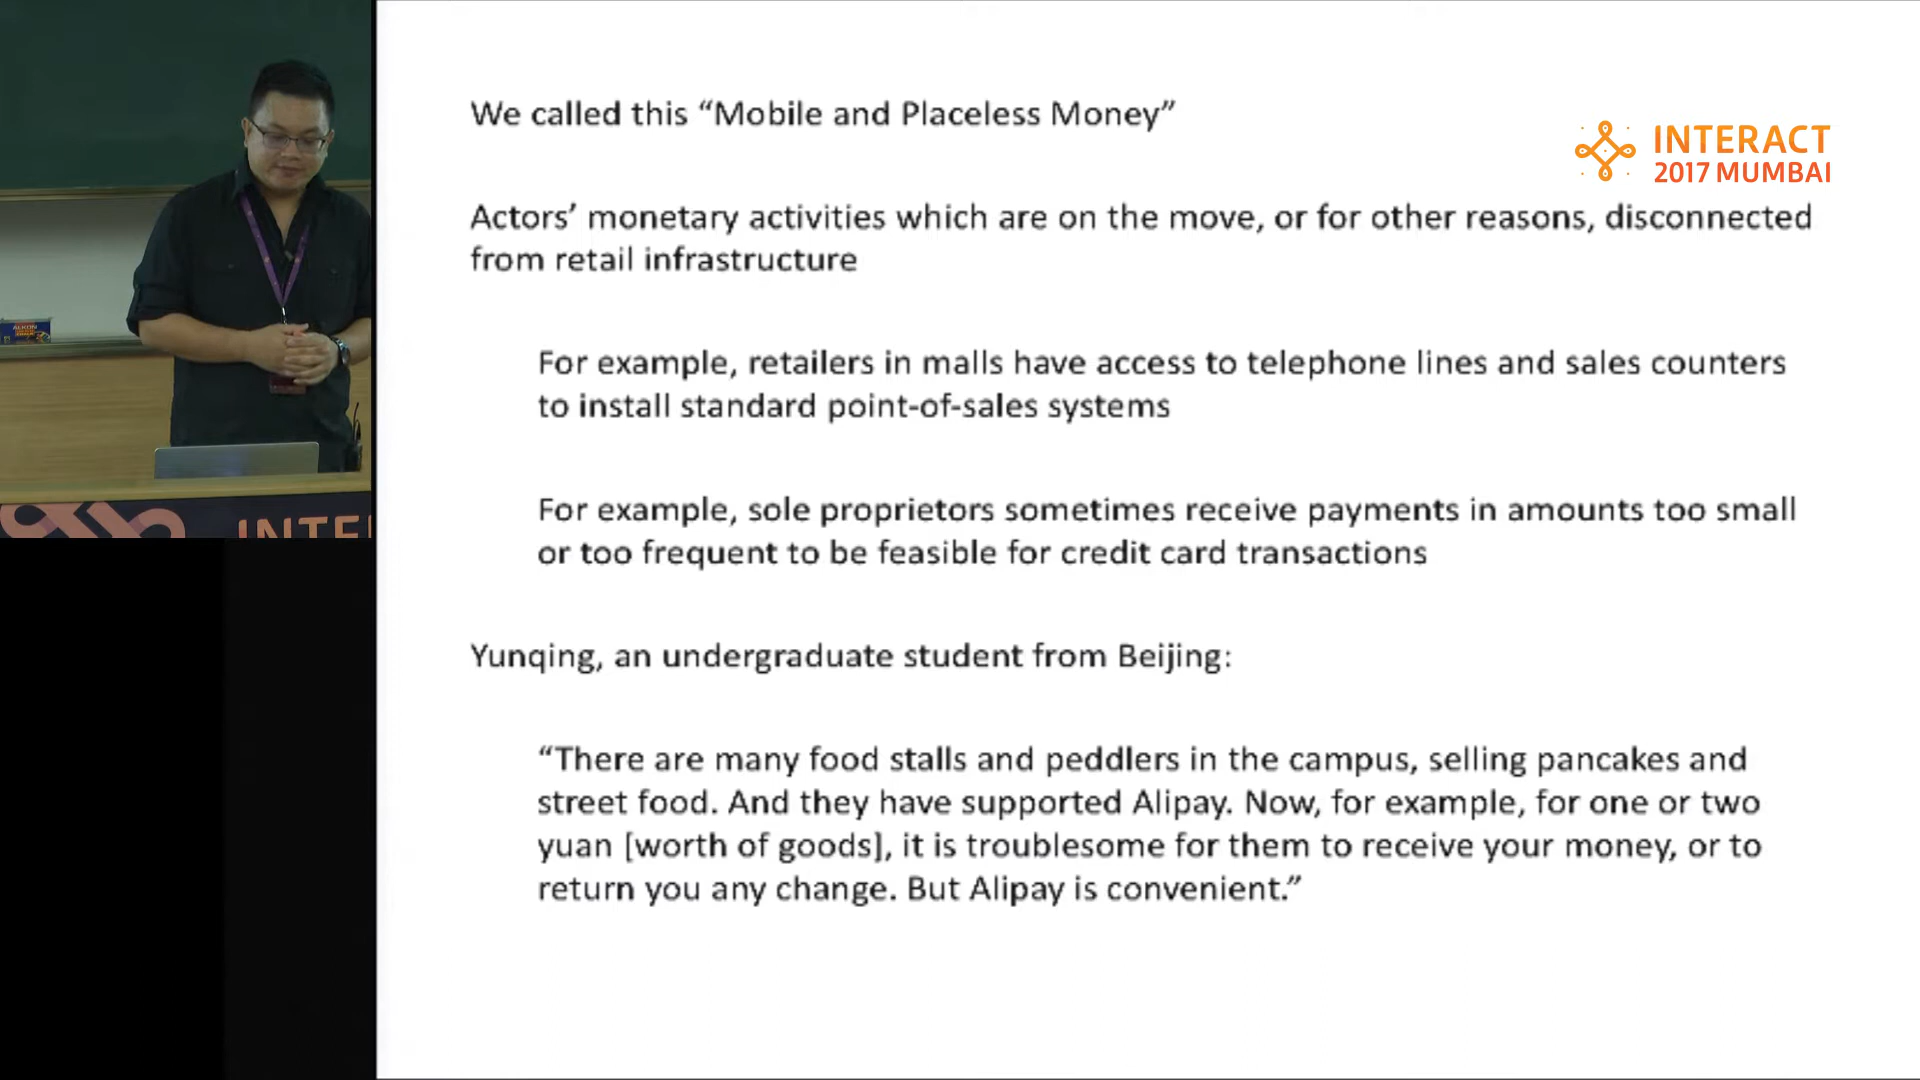 We called this “Mobile and Placeless Money”
INTERACT
2017 MUMBAI
Actors’ monetary activities which are on the move, or for other reasons, disconnected
from retail infrastructure
For example, retailers in malls have access to telephone lines and sales counters
to install standard point-of-sales systems
For example, sole proprietors sometimes receive payments in amounts too small
or too frequent to be feasible for credit card transactions
Yunqing, an undergraduate student from Beijing:
“There are many food stalls and peddlers in the campus, selling pancakes and
street food. And they have supported Alipay. Now, for example, for one or two
yuan [worth of goods], it is troublesome for them to receive your money, or to
return you any change. But Alipay is convenient.”